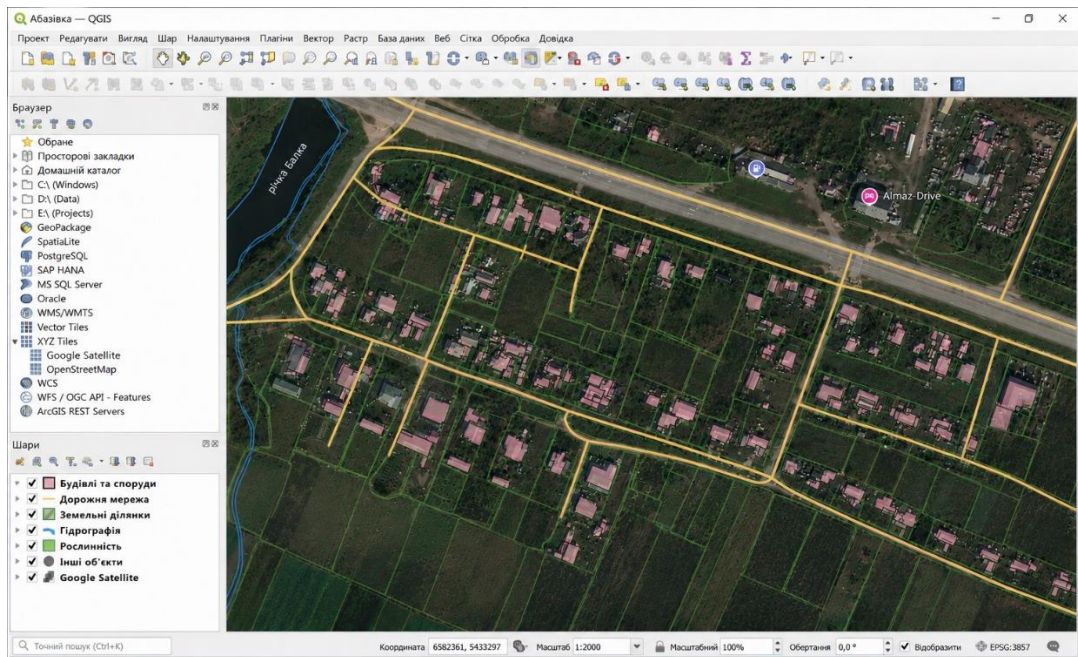 Абазівка — QGIS
Проект Редагувати Вигляд Шар Налаштування Плагіни Вектор Растр База даних Веб Сітка Обробка Довідка
Браузер
Обране
Просторові закладки
Домашній каталог
C:\ (Windows)
D:\ (Data)
E:\ (Projects)
GeoPackage
SpatiaLite
PostgreSQL
SAP HANA
MS SQL Server
Oracle
WMS/WMTS
Vector Tiles
XYZ Tiles
Google Satellite
OpenStreetMap
WCS
WFS / OGC API - Features
ArcGIS REST Servers
Шари
Будівлі та споруди
Дорожня мережа
Земельні ділянки
Гідрографія
Рослинність
Інші об'єкти
Google Satellite
річка Балка
Almaz-Drive
Точний пошук (Ctrl+K)
Координата 6582361, 5433297 Масштаб 1:2000 Масштабний 100% Обертання 0,0 ° Відобразити EPSG:3857